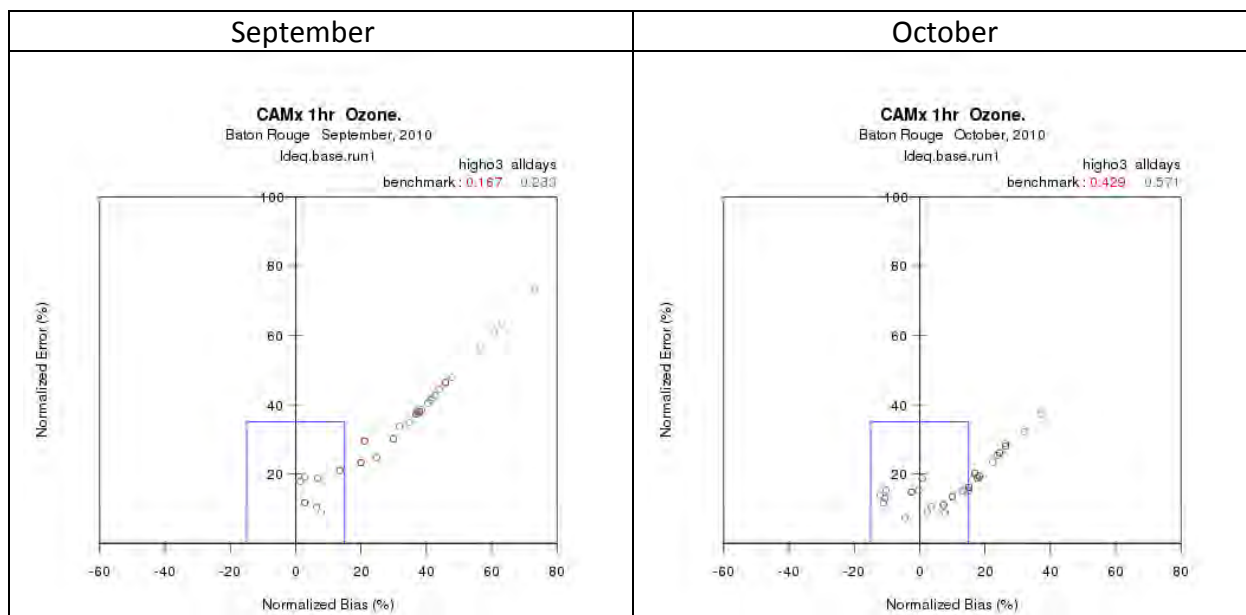 September
October
CAMx 1hr Ozone.
Baton Rouge September, 2010
ldeq.base.run1
higho3 alldays
benchmark : 0.167 0.233
100
80
60
40
20
Normalized Error (%)
-60 -40 -20 0 20 40 60 80
Normalized Bias (%)
CAMx 1hr Ozone.
Baton Rouge October, 2010
ldeq.base.run1
higho3 alldays
benchmark : 0.429 0.571
100
80
60
40
20
Normalized Error (%)
-60 -40 -20 0 20 40 60 80
Normalized Bias (%)